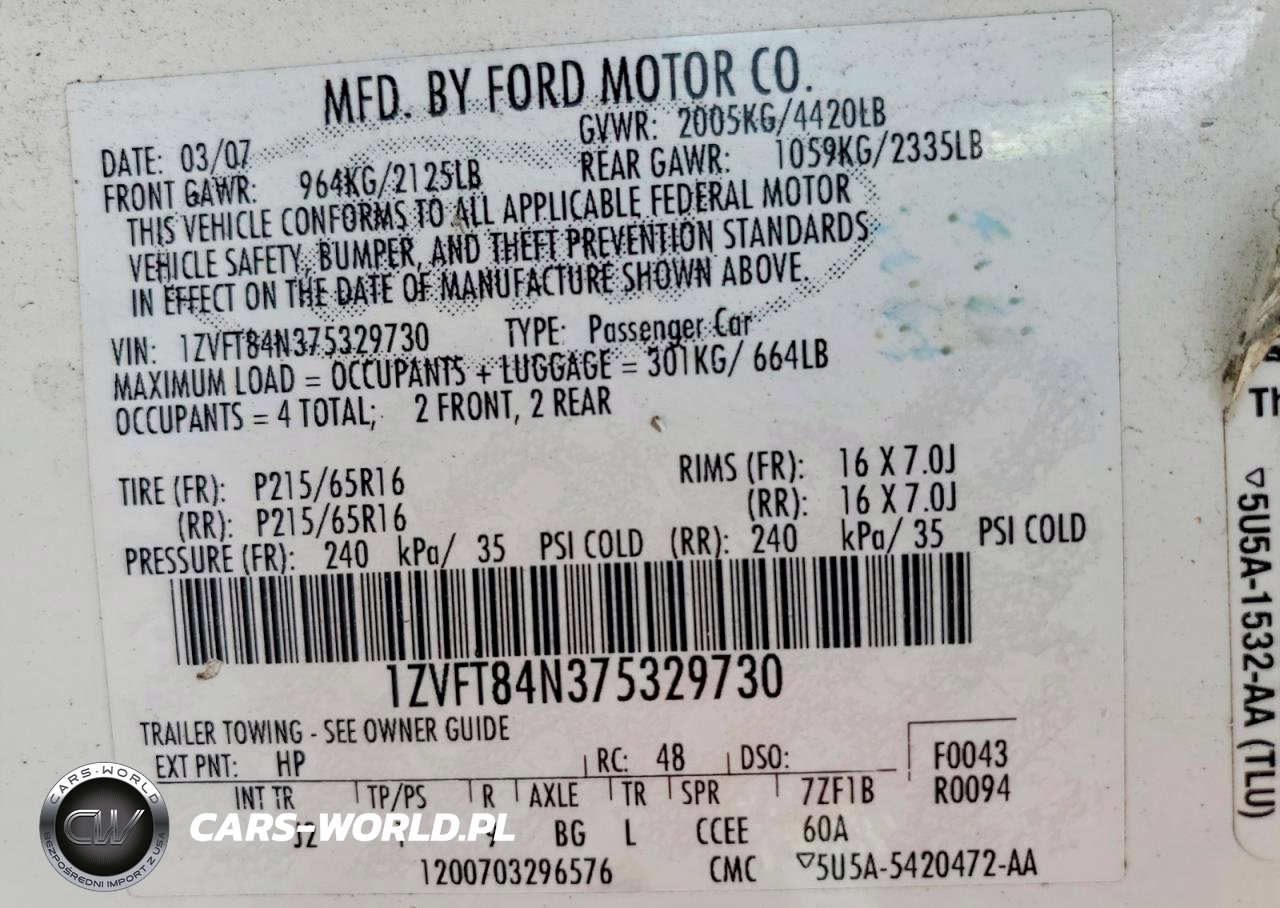 MFD. BY FORD MOTOR CO.
DATE: 03/07 GVWR: 2005KG/4420LB
FRONT GAWR: 964KG/2125LB REAR GAWR: 1059KG/2335LB
THIS VEHICLE CONFORMS TO ALL APPLICABLE FEDERAL MOTOR
VEHICLE SAFETY, BUMPER, AND THEFT PREVENTION STANDARDS
IN EFFECT ON THE DATE OF MANUFACTURE SHOWN ABOVE.
VIN: 1ZVFT84N375329730 TYPE: Passenger Car
MAXIMUM LOAD = OCCUPANTS + LUGGAGE = 301KG/ 664LB
OCCUPANTS = 4 TOTAL; 2 FRONT, 2 REAR
TIRE (FR): P215/65R16 RIMS (FR): 16 X 7.0J
(RR): P215/65R16 (RR): 16 X 7.0J
PRESSURE (FR): 240 kPa/ 35 PSI COLD (RR): 240 kPa/ 35 PSI COLD
1ZVFT84N375329730
TRAILER TOWING - SEE OWNER GUIDE
EXT PNT: HP RC: 48 DSO: F0043
INT TR TP/PS R AXLE TR SPR 7ZF1B R0094
BG L CCEE 60A
1200703296576 CMC ▽5U5A-5420472-AA
▽5U5A-1532-AA (TLU)
CARS-WORLD
CW
BEZPOŚREDNI IMPORT Z USA
CARS-WORLD.PL